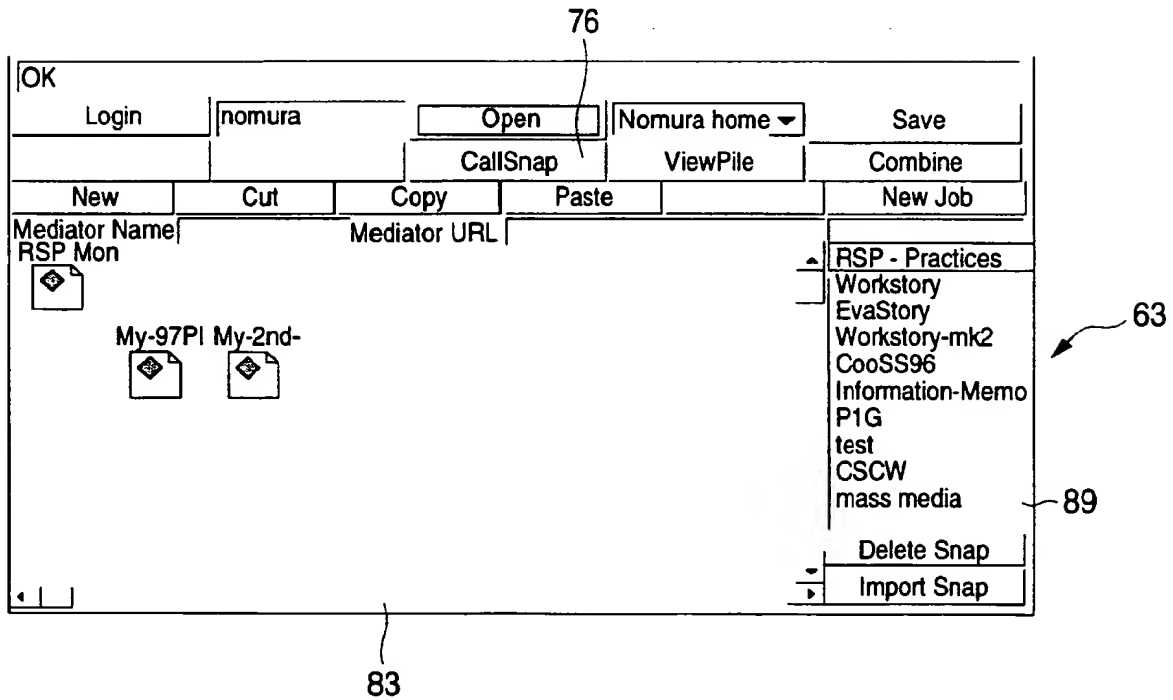 76
OK
Login nomura Open Nomura home Save
CallSnap ViewPile Combine
New Cut Copy Paste New Job
Mediator Name Mediator URL
RSP Mon
RSP - Practices
Workstory
EvaStory
My-97Pl My-2nd-
Workstory-mk2
63
CooSS96
Information-Memo
P1G
test
CSCW
mass media
89
Delete Snap
Import Snap
83